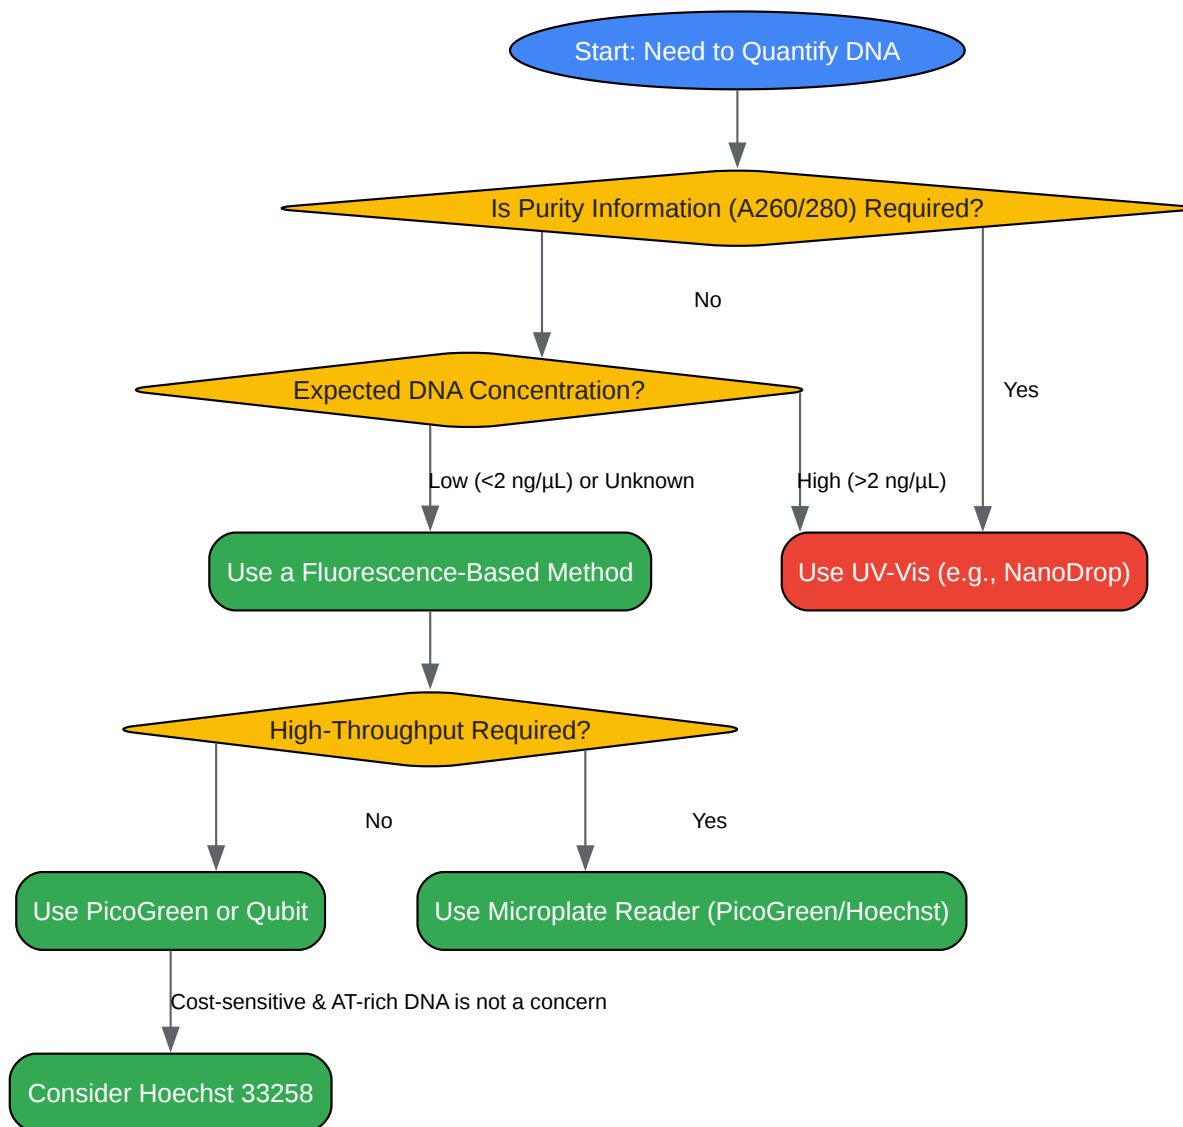 Start: Need to Quantify DNA
Is Purity Information (A260/280) Required?
No
Expected DNA Concentration?
Yes
Low (<2 ng/µL) or Unknown
High (>2 ng/µL)
Use a Fluorescence-Based Method
Use UV-Vis (e.g., NanoDrop)
High-Throughput Required?
No
Yes
Use PicoGreen or Qubit
Use Microplate Reader (PicoGreen/Hoechst)
Cost-sensitive & AT-rich DNA is not a concern
Consider Hoechst 33258